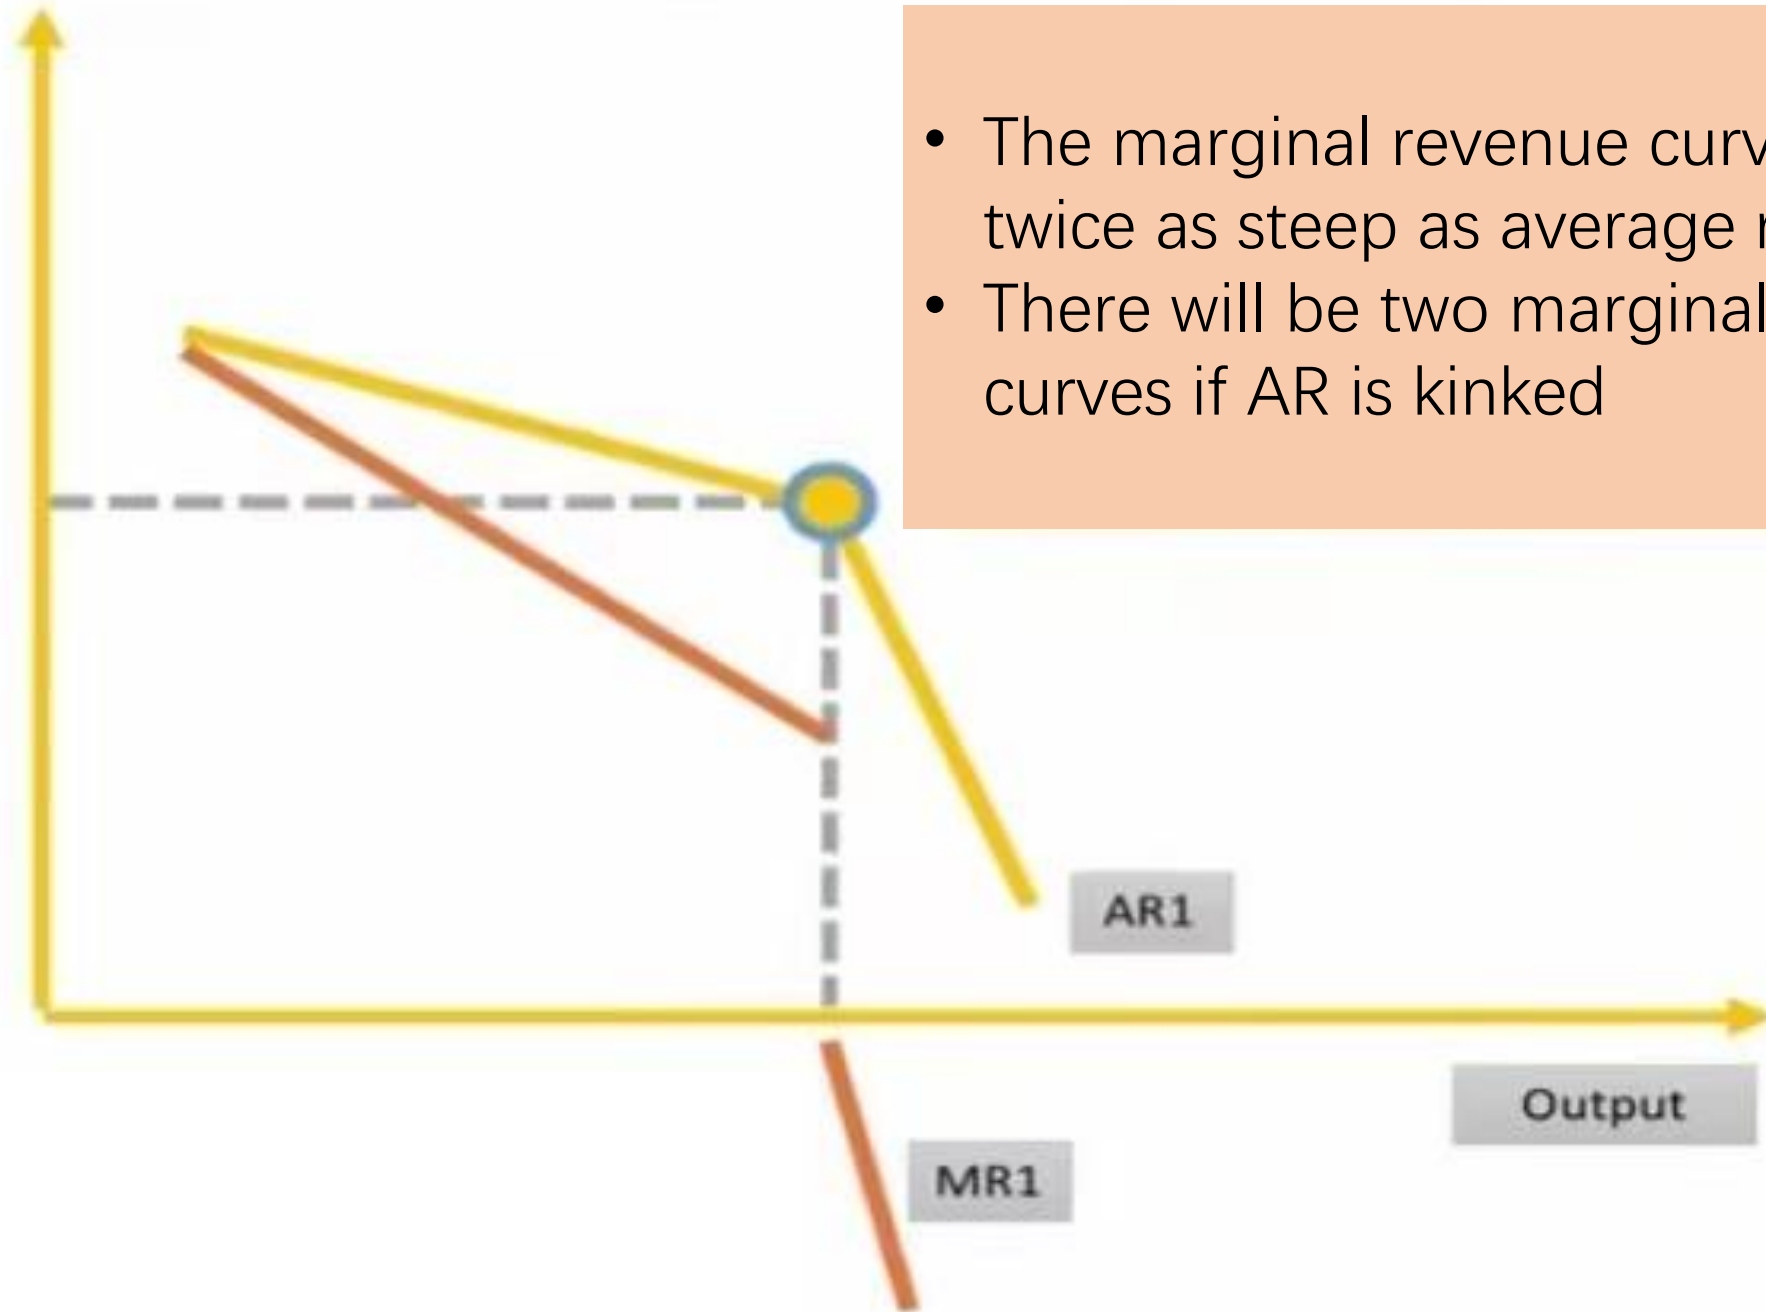 • The marginal revenue curv
twice as steep as average
• There will be two marginal
curves if AR is kinked
AR1
Output
MR1